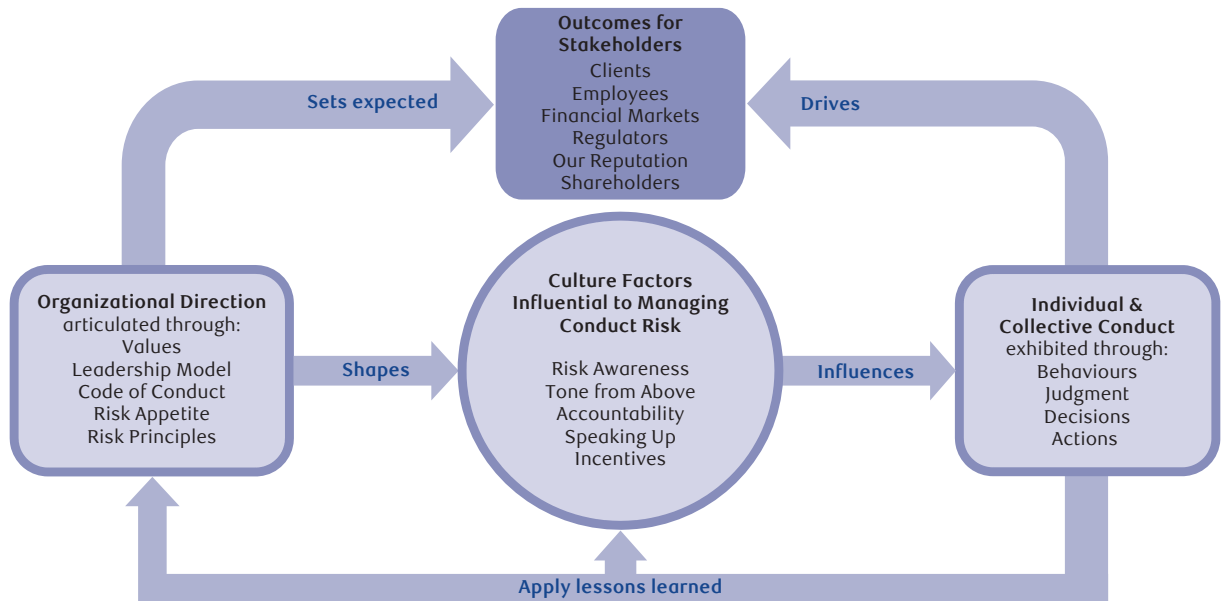 Outcomes for
Stakeholders
Clients
Employees
Financial Markets
Regulators
Our Reputation
Shareholders
Sets expected
Drives
Organizational Direction
articulated through:
Values
Leadership Model
Code of Conduct
Risk Appetite
Risk Principles
Shapes
Culture Factors
Influential to Managing
Conduct Risk
Risk Awareness
Tone from Above
Accountability
Speaking Up
Incentives
Influences
Individual &
Collective Conduct
exhibited through:
Behaviours
Judgment
Decisions
Actions
Apply lessons learned